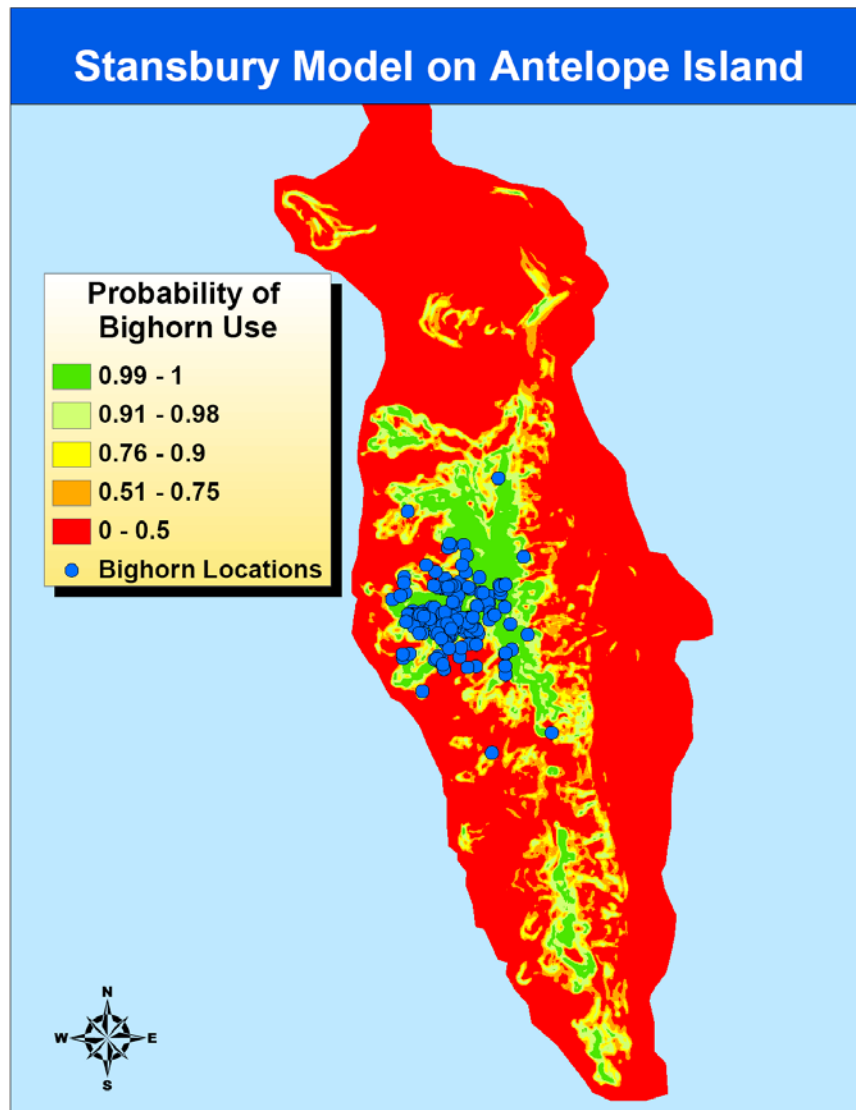 Stansbury Model on Antelope Island
Probability of
Bighorn Use
0.99 - 1
0.91 - 0.98
0.76 - 0.9
0.51 - 0.75
0 - 0.5
Bighorn Locations
N
W E
S